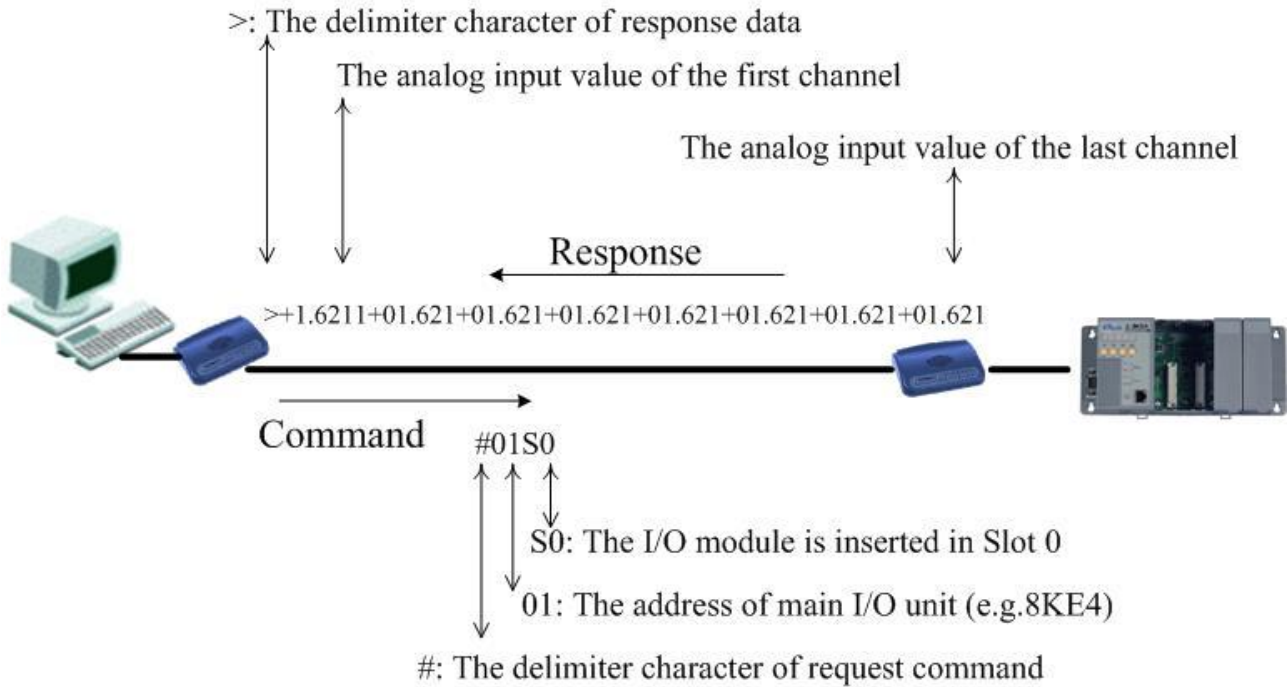 >: The delimiter character of response data
The analog input value of the first channel
The analog input value of the last channel
Response
>+1.6211+01.621+01.621+01.621+01.621+01.621+01.621+01.621
Command
#01S0
S0: The I/O module is inserted in Slot 0
01: The address of main I/O unit (e.g.8KE4)
#: The delimiter character of request command